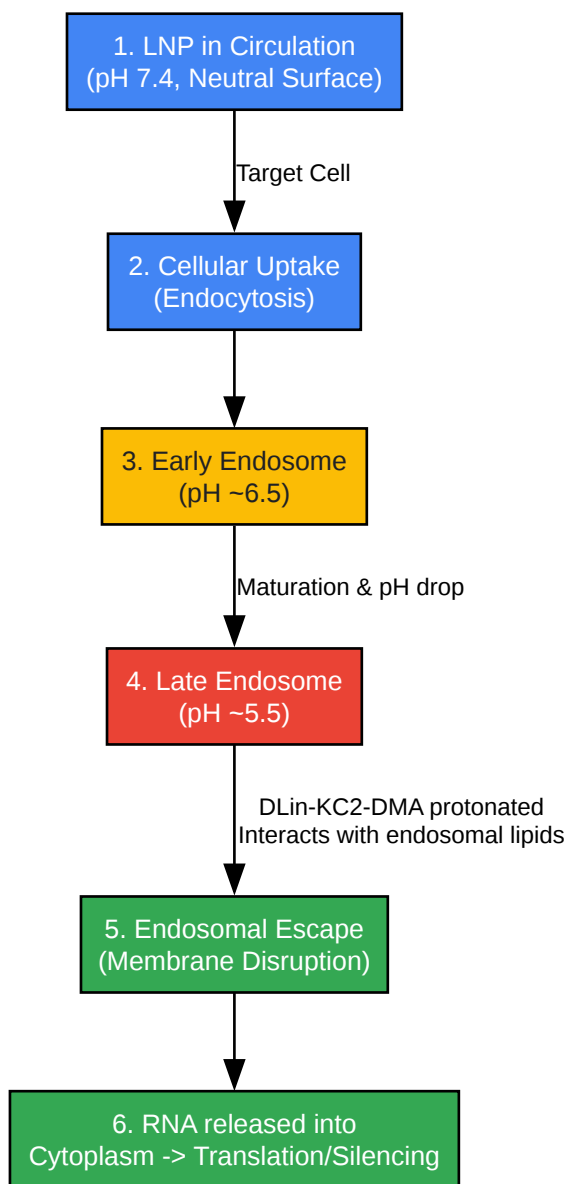 1. LNP in Circulation
(pH 7.4, Neutral Surface)
Target Cell
2. Cellular Uptake
(Endocytosis)
3. Early Endosome
(pH ~6.5)
Maturation & pH drop
4. Late Endosome
(pH ~5.5)
DLin-KC2-DMA protonated
Interacts with endosomal lipids
5. Endosomal Escape
(Membrane Disruption)
6. RNA released into
Cytoplasm -> Translation/Silencing